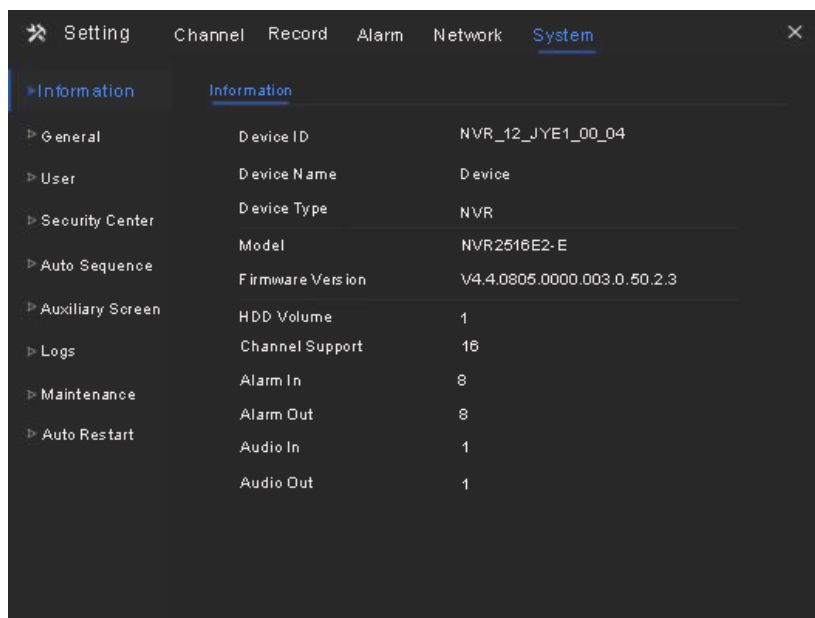 Setting Channel Record Alarm Network System
Information
General
User
Security Center
Auto Sequence
Auxiliary Screen
Logs
Maintenance
Auto Restart
Information
Device ID NVR_12_JYE1_00_04
Device Name Device
Device Type NVR
Model NVR2516E2-E
Firmware Version V4.4.0805.0000.003.0.50.2.3
HDD Volume 1
Channel Support 16
Alarm In 8
Alarm Out 8
Audio In 1
Audio Out 1